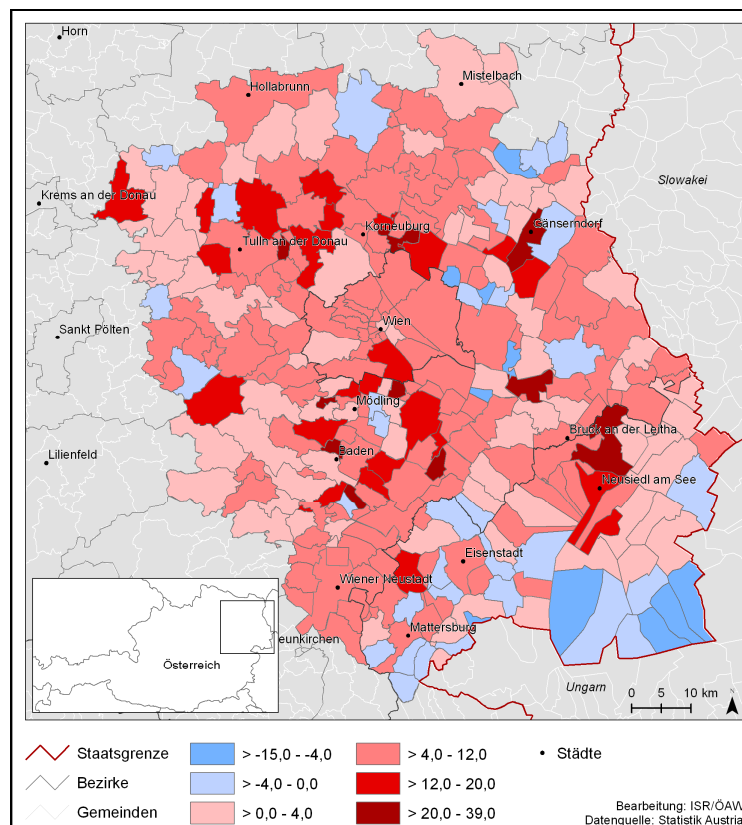 Horn
Mistelbach
Hollabrunn
Slowakei
Krems an der Donau
Gänserndorf
Korneuburg
Tulln an der Donau
Wien
Sankt Pölten
Mödling
Bruck an der Leitha
Baden
Lilienfeld
Neusiedl am See
Eisenstadt
Wiener Neustadt
Mattersburg
eunkirchen
Österreich
Ungarn
0 5 10 km
N
Staatsgrenze
Bezirke
Gemeinden
> -15,0 - -4,0
> -4,0 - 0,0
> 0,0 - 4,0
> 4,0 - 12,0
> 12,0 - 20,0
> 20,0 - 39,0
Städte
Bearbeitung: ISR/ÖAW
Datenquelle: Statistik Austria